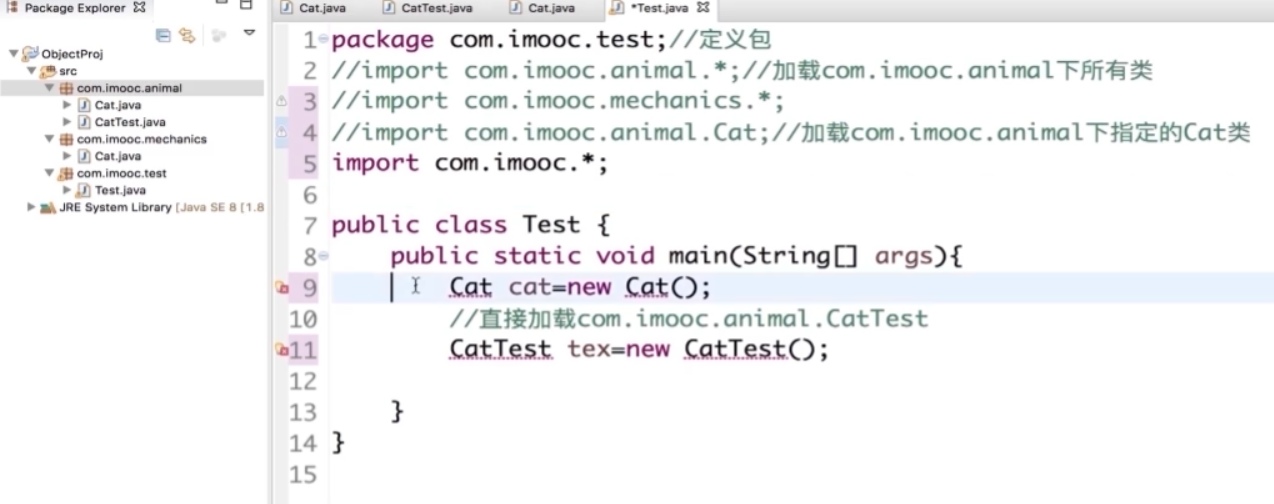 Package Explorer
ObjectProj
src
com.imooc.animal
Cat.java
CatTest.java
com.imooc.mechanics
Cat.java
com.imooc.test
Test.java
JRE System Library [Java SE 8 [1.8
Cat.java
CatTest.java
Cat.java
*Test.java
1 package com.imooc.test;//定义包
2 //import com.imooc.animal.*;//加载com.imooc.animal下所有类
3 //import com.imooc.mechanics.*;
4 //import com.imooc.animal.Cat;//加载com.imooc.animal下指定的Cat类
5 import com.imooc.*;
6
7 public class Test {
8 public static void main(String[] args){
9 Cat cat=new Cat();
10 //直接加载com.imooc.animal.CatTest
11 CatTest tex=new CatTest();
12
13 }
14 }
15